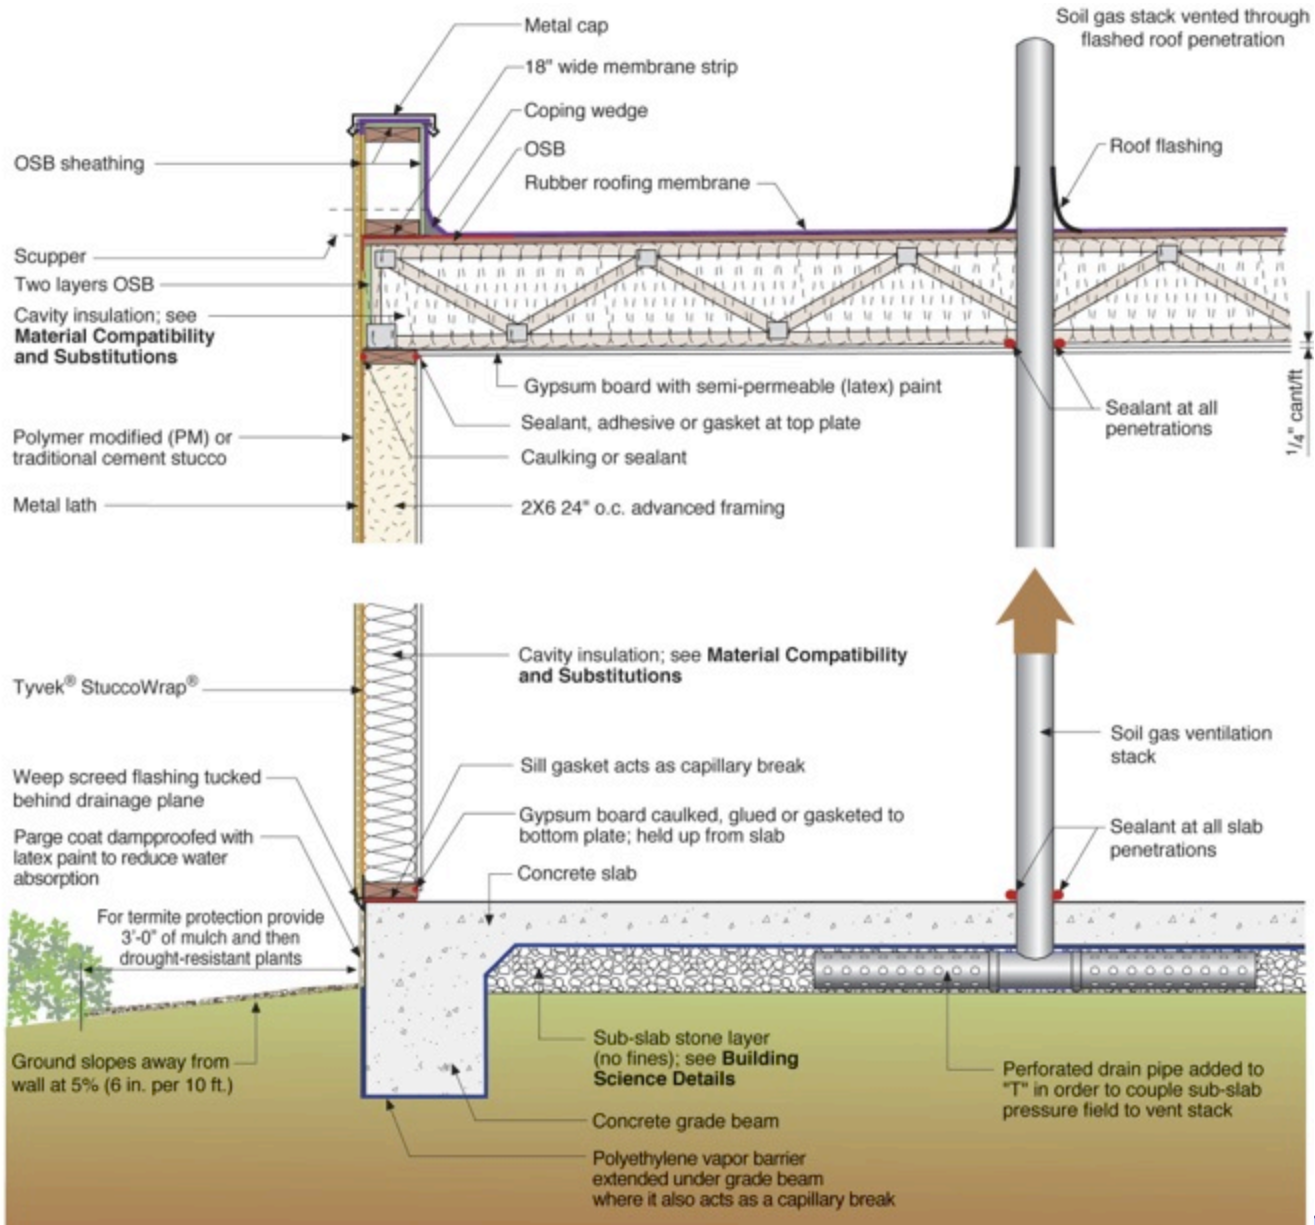 Metal cap
18" wide membrane strip
Coping wedge
OSB
Rubber roofing membrane
Soil gas stack vented through
flashed roof penetration
Roof flashing
OSB sheathing
Scupper
Two layers OSB
Cavity insulation; see
Material Compatibility
and Substitutions
Polymer modified (PM) or
traditional cement stucco
Metal lath
Gypsum board with semi-permeable (latex) paint
Sealant, adhesive or gasket at top plate
Caulking or sealant
2X6 24" o.c. advanced framing
Sealant at all
penetrations
1/4" cant/ft
Tyvek® StuccoWrap®
Weep screed flashing tucked
behind drainage plane
Parge coat dampproofed with
latex paint to reduce water
absorption
For termite protection provide
3'-0" of mulch and then
drought-resistant plants
Ground slopes away from
wall at 5% (6 in. per 10 ft.)
Cavity insulation; see Material Compatibility
and Substitutions
Sill gasket acts as capillary break
Gypsum board caulked, glued or gasketed to
bottom plate; held up from slab
Concrete slab
Soil gas ventilation
stack
Sealant at all slab
penetrations
Sub-slab stone layer
(no fines); see Building
Science Details
Concrete grade beam
Polyethylene vapor barrier
extended under grade beam
where it also acts as a capillary break
Perforated drain pipe added to
"T" in order to couple sub-slab
pressure field to vent stack